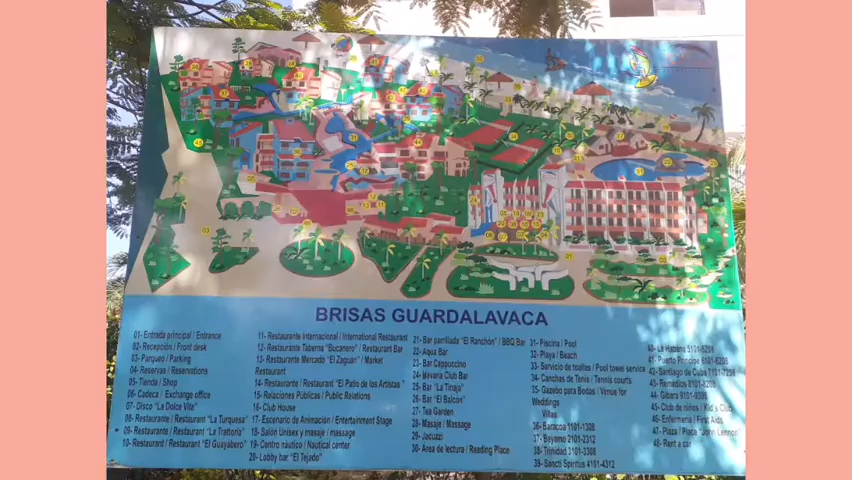 BRISAS GUARDALAVACA
01- Entrada principal / Entrance
02- Recepción / Front desk
03- Parqueo / Parking
04- Reservas / Reservations
05- Tienda / Shop
06- Cadeca / Exchange office
07- Disco "La Dolce Vita"
08- Restaurante / Restaurant "La Turquesa"
09- Restaurante / Restaurant "La Trattoria"
10- Restaurant / Restaurant "El Guayabero"
11- Restaurante Internacional / International Restaurant
12- Restaurante Taberna "Bucanero" / Restaurant Bar
13- Restaurante Mercado "El Zaguan" / Market
Restaurant
14- Restaurante / Restaurant "El Patio de los Artistas"
15- Relaciones Públicas / Public Relations
16- Club House
17- Escenario de Animación / Entertainment Stage
18- Salón Unisex y masaje / massage
19- Centro náutico / Nautical center
20- Lobby bar "El Tejado"
21- Bar parrillada "El Ranchón" / BBQ Bar
22- Aqua Bar
23- Bar Cappuccino
24- Havana Club Bar
25- Bar "La Tinaja"
26- Bar "El Balcón"
27- Tea Garden
28- Masaje / Massage
29- Jacuzzi
30- Área de lectura / Reading Place
31- Piscina / Pool
32- Playa / Beach
33- Servicio de toallas / Pool towel service
34- Canchas de Tenis / Tennis courts
35- Gazebo para Bodas / Venue for
Weddings
Villas:
36- Baracoa 1101-1308
37- Bayamo 2101-2312
38- Trinidad 3101-3308
39- Sancti Spíritus 4101-4312
40- La Habana 5101-5208
41- Puerto Príncipe 6101-6208
42- Santiago de Cuba 7101-7208
43- Remedios 8101-8208
44- Gibara 9101-9308
45- Club de niños / Kid's Club
46- Enfermería / First Aids
47- Plaza / Place "John Lennon"
48- Rent a car